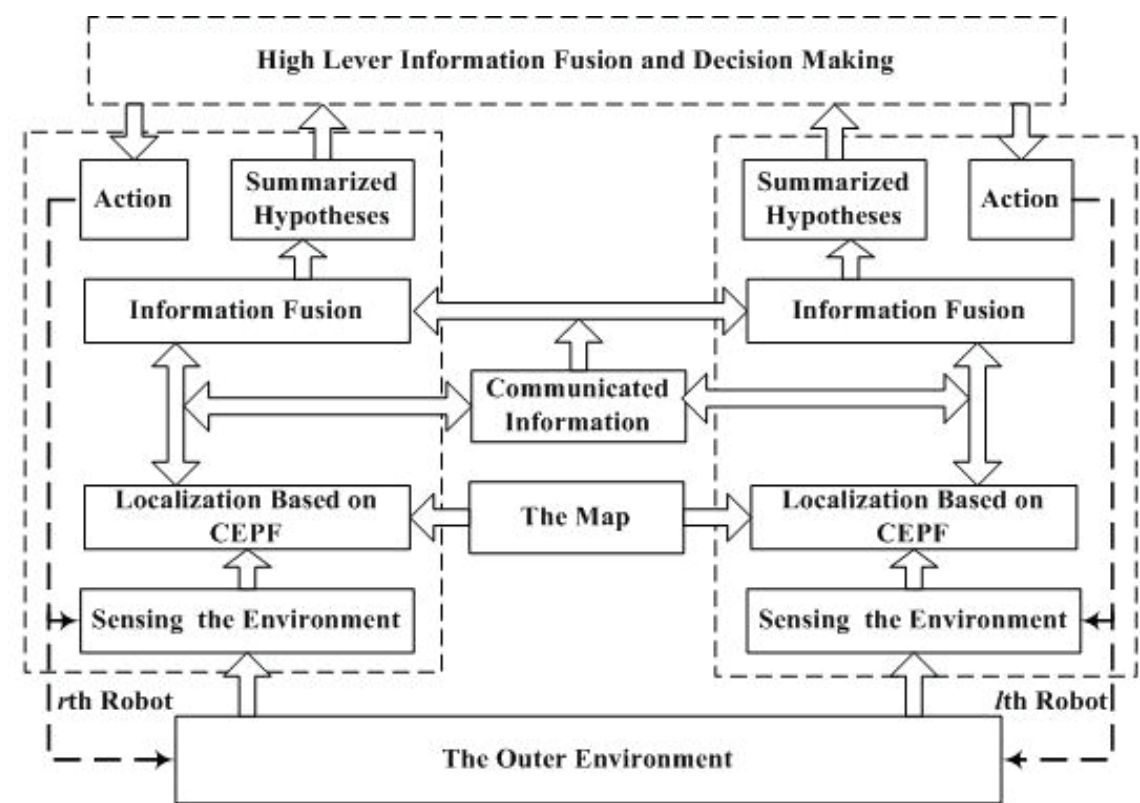 High Lever Information Fusion and Decision Making
Action
Summarized
Hypotheses
Summarized
Hypotheses
Action
Information Fusion
Information Fusion
Communicated
Information
Localization Based on
CEPF
The Map
Localization Based on
CEPF
Sensing the Environment
Sensing the Environment
rth Robot
lth Robot
The Outer Environment